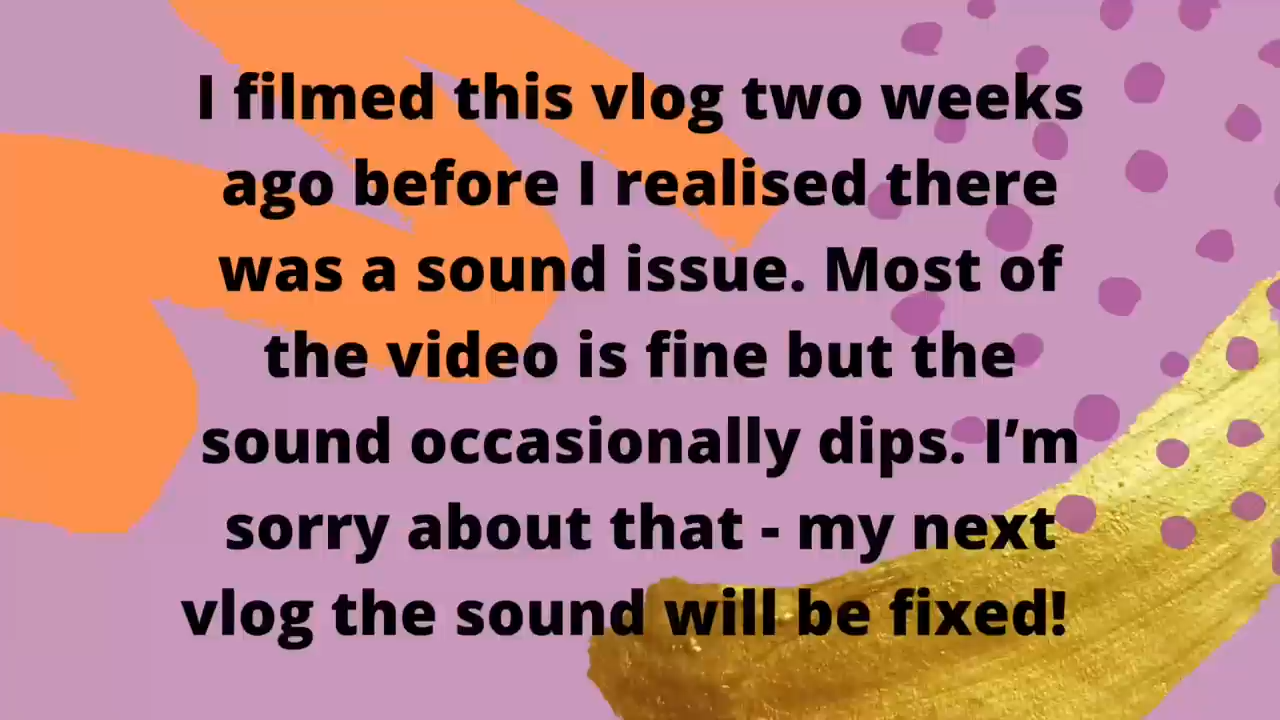 I filmed this vlog two weeks
ago before I realised there
was a sound issue. Most of
the video is fine but the
sound occasionally dips. I’m
sorry about that - my next
vlog the sound will be fixed!